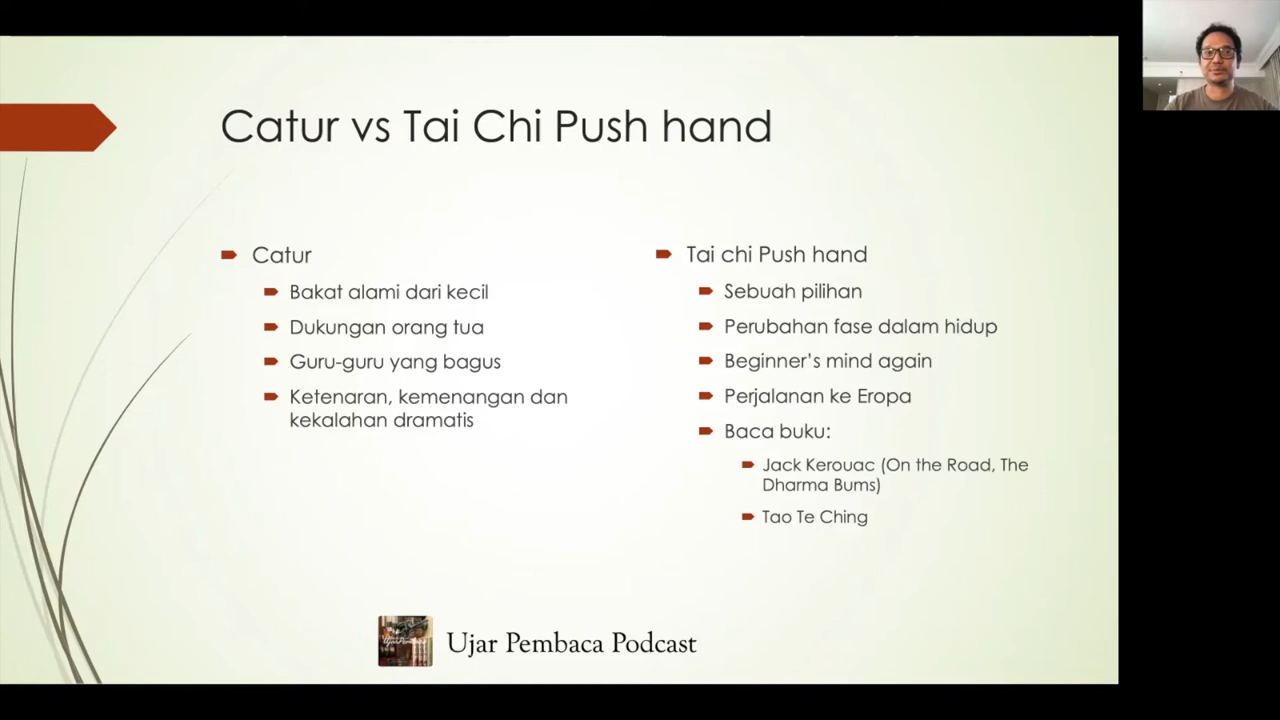 Catur vs Tai Chi Push hand
Catur
Bakat alami dari kecil
Dukungan orang tua
Guru-guru yang bagus
Ketenaran, kemenangan dan
kekalahan dramatis
Tai chi Push hand
Sebuah pilihan
Perubahan fase dalam hidup
Beginner's mind again
Perjalanan ke Eropa
Baca buku:
Jack Kerouac (On the Road, The
Dharma Bums)
Tao Te Ching
Ujar Pembaca Podcast